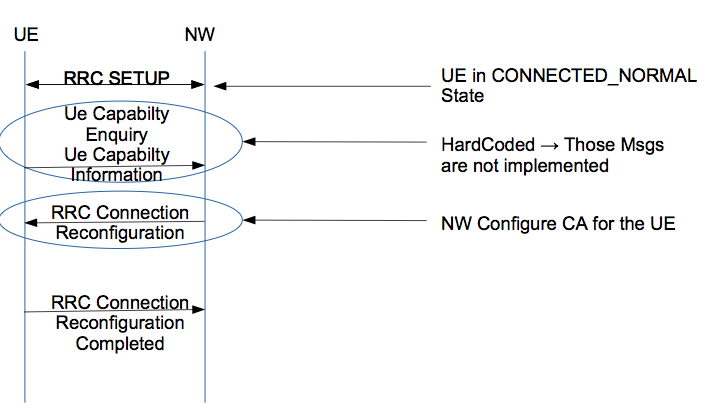 UE
NW
RRC SETUP
UE in CONNECTED_NORMAL
State
Ue Capabilty
Enquiry
Ue Capabilty
Information
HardCoded → Those Msgs
are not implemented
RRC Connection
Reconfiguration
NW Configure CA for the UE
RRC Connection
Reconfiguration
Completed